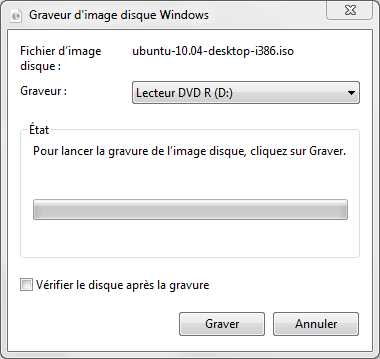 Graveur d'image disque Windows
Fichier d'image
disque :
ubuntu-10.04-desktop-i386.iso
Graveur :
Lecteur DVD R (D:)
État
Pour lancer la gravure de l'image disque, cliquez sur Graver.
Vérifier le disque après la gravure
Graver
Annuler